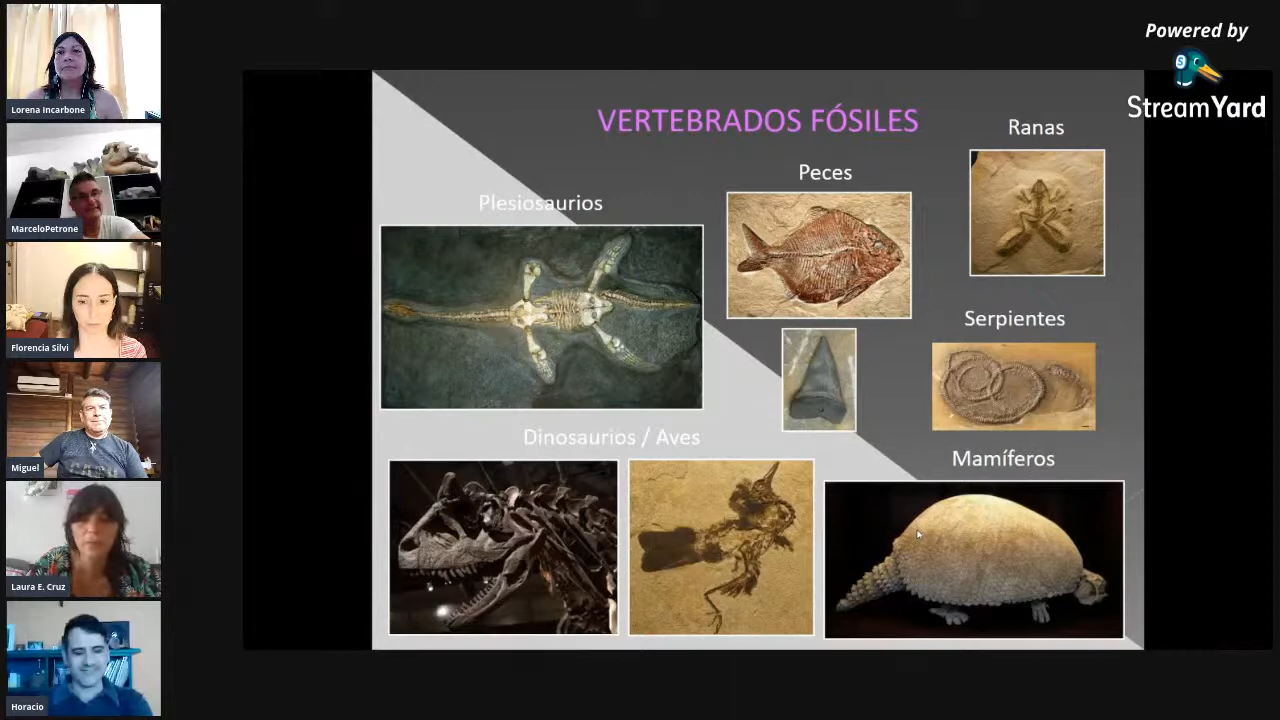 Lorena Incarbone
MarceloPetrone
Florencia Silvi
Miguel
Laura E. Cruz
Horacio
VERTEBRADOS FÓSILES
Plesiosaurios
Peces
Ranas
Serpientes
Dinosaurios / Aves
Mamíferos
Powered by
StreamYard